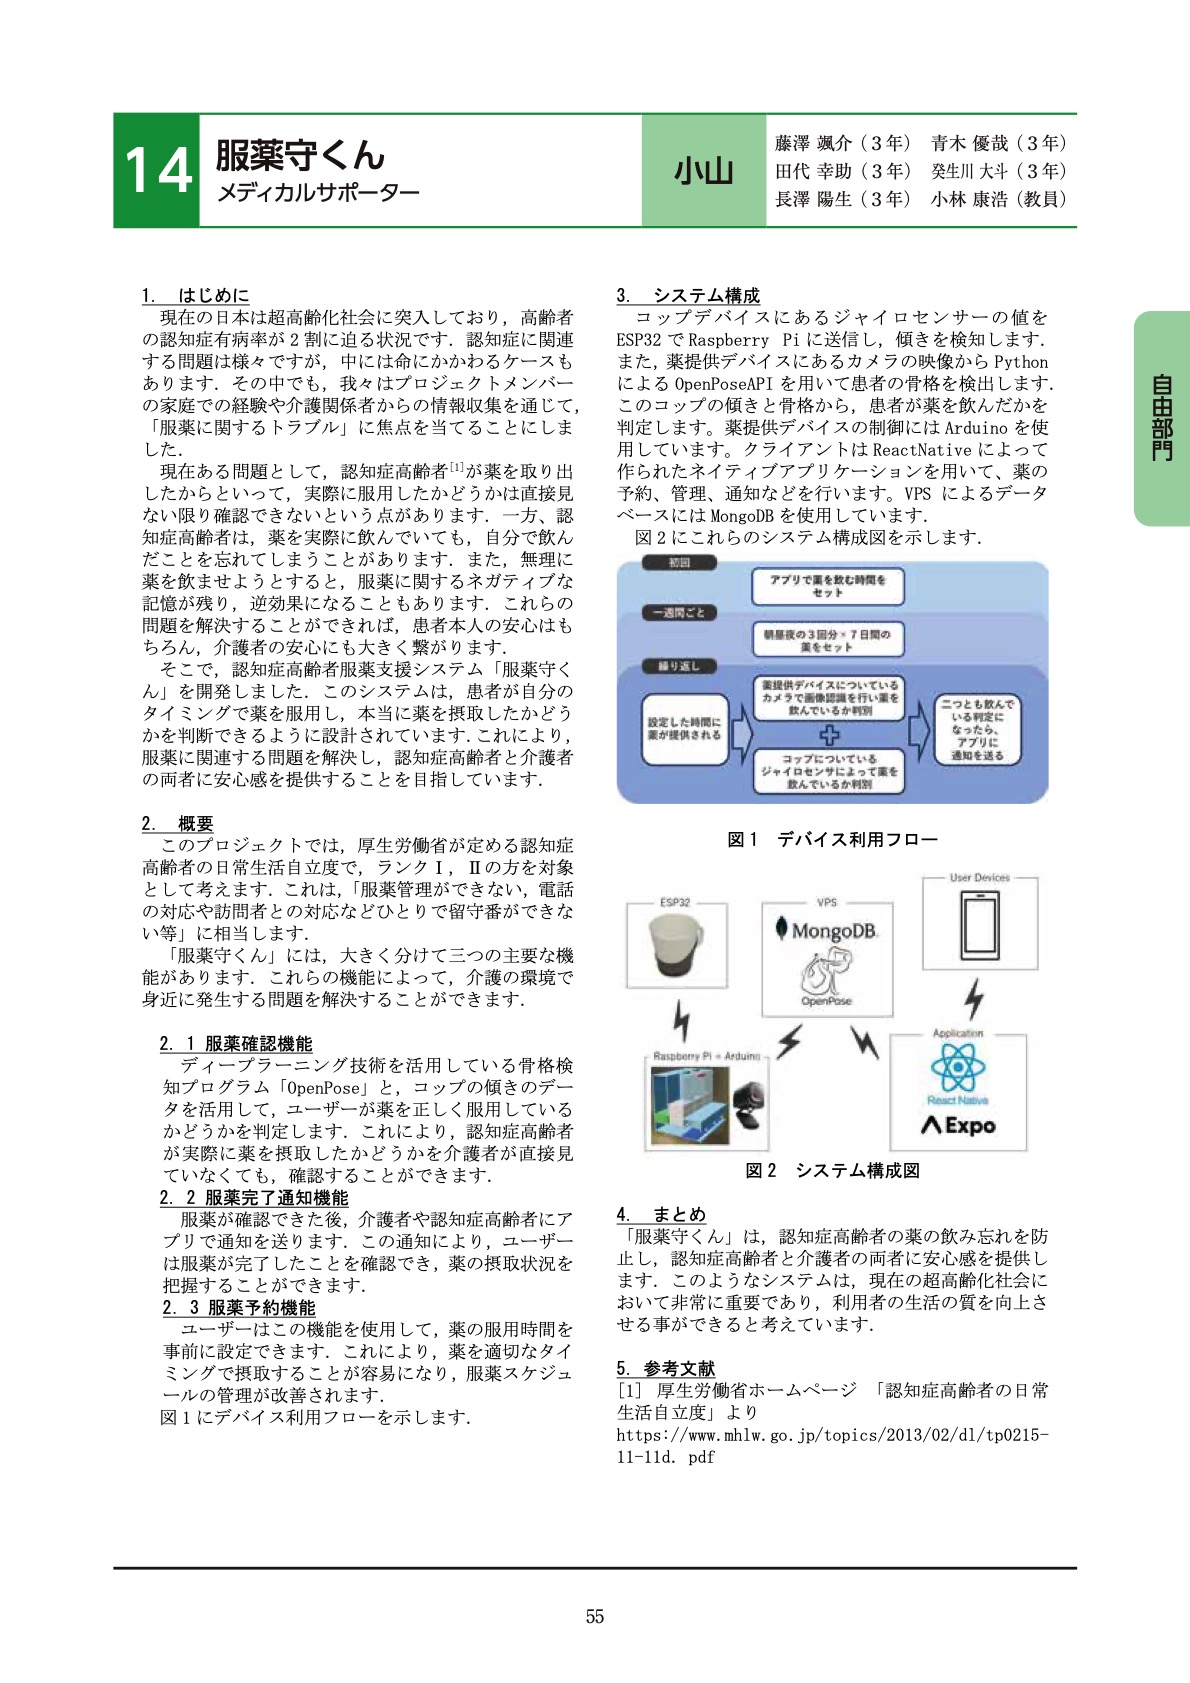 14
服薬守くん
メディカルサポーター
小山
藤澤 颯介（３年）　青木 優哉（３年）
田代 幸助（３年）　癸生川 大斗（３年）
長澤 陽生（３年）　小林 康浩（教員）
自由部門
1.　はじめに
現在の日本は超高齢化社会に突入しており，高齢者
の認知症有病率が 2 割に迫る状況です．認知症に関連
する問題は様々ですが，中には命にかかわるケースも
あります．その中でも，我々はプロジェクトメンバー
の家庭での経験や介護関係者からの情報収集を通じて，
「服薬に関するトラブル」に焦点を当てることにしま
した．
現在ある問題として，認知症高齢者[1]が薬を取り出
したからといって，実際に服用したかどうかは直接見
ない限り確認できないという点があります．一方、認
知症高齢者は，薬を実際に飲んでいても，自分で飲ん
だことを忘れてしまうことがあります．また，無理に
薬を飲ませようとすると，服薬に関するネガティブな
記憶が残り，逆効果になることもあります．これらの
問題を解決することができれば，患者本人の安心はも
ちろん，介護者の安心にも大きく繋がります．
そこで，認知症高齢者服薬支援システム「服薬守く
ん」を開発しました．このシステムは，患者が自分の
タイミングで薬を服用し，本当に薬を摂取したかどう
かを判断できるように設計されています．これにより，
服薬に関連する問題を解決し，認知症高齢者と介護者
の両者に安心感を提供することを目指しています．
2.　概要
このプロジェクトでは，厚生労働省が定める認知症
高齢者の日常生活自立度で，ランクⅠ，Ⅱの方を対象
として考えます．これは，「服薬管理ができない，電話
の対応や訪問者との対応などひとりで留守番ができな
い等」に相当します．
「服薬守くん」には，大きく分けて三つの主要な機
能があります．これらの機能によって，介護の環境で
身近に発生する問題を解決することができます．
2. 1 服薬確認機能
ディープラーニング技術を活用している骨格検
知プログラム「OpenPose」と，コップの傾きのデー
タを活用して，ユーザーが薬を正しく服用している
かどうかを判定します．これにより，認知症高齢者
が実際に薬を摂取したかどうかを介護者が直接見
ていなくても，確認することができます．
2. 2 服薬完了通知機能
服薬が確認できた後，介護者や認知症高齢者にア
プリで通知を送ります．この通知により，ユーザー
は服薬が完了したことを確認でき，薬の摂取状況を
把握することができます．
2. 3 服薬予約機能
ユーザーはこの機能を使用して，薬の服用時間を
事前に設定できます．これにより，薬を適切なタイ
ミングで摂取することが容易になり，服薬スケジュ
ールの管理が改善されます．
図 1 にデバイス利用フローを示します．
3.　システム構成
コップデバイスにあるジャイロセンサーの値を
ESP32 で Raspberry Pi に送信し，傾きを検知します．
また，薬提供デバイスにあるカメラの映像から Python
による OpenPoseAPI を用いて患者の骨格を検出します．
このコップの傾きと骨格から，患者が薬を飲んだかを
判定します。薬提供デバイスの制御には Arduino を使
用しています。クライアントは ReactNative によって
作られたネイティブアプリケーションを用いて、薬の
予約、管理、通知などを行います。VPS によるデータ
ベースには MongoDB を使用しています．
図 2 にこれらのシステム構成図を示します．
初回
アプリで薬を飲む時間を
セット
一週間ごと
朝昼夜の３回分×７日間の
薬をセット
繰り返し
設定した時間に
薬が提供される
薬提供デバイスについている
カメラで画像認識を行い薬を
飲んでいるか判別
コップについている
ジャイロセンサによって薬を
飲んでいるか判別
二つとも飲んで
いる判定に
なったら、
アプリに
通知を送る
図 1　デバイス利用フロー
ESP32
VPS
MongoDB
OpenPose
User Devices
Raspberry Pi + Arduino
Application
React Native
Expo
図 2　システム構成図
4.　まとめ
「服薬守くん」は，認知症高齢者の薬の飲み忘れを防
止し，認知症高齢者と介護者の両者に安心感を提供し
ます．このようなシステムは，現在の超高齢化社会に
おいて非常に重要であり，利用者の生活の質を向上さ
せる事ができると考えています．
5. 参考文献
[1] 厚生労働省ホームページ 「認知症高齢者の日常
生活自立度」より
https://www.mhlw.go.jp/topics/2013/02/dl/tp0215-
11-11d. pdf
55